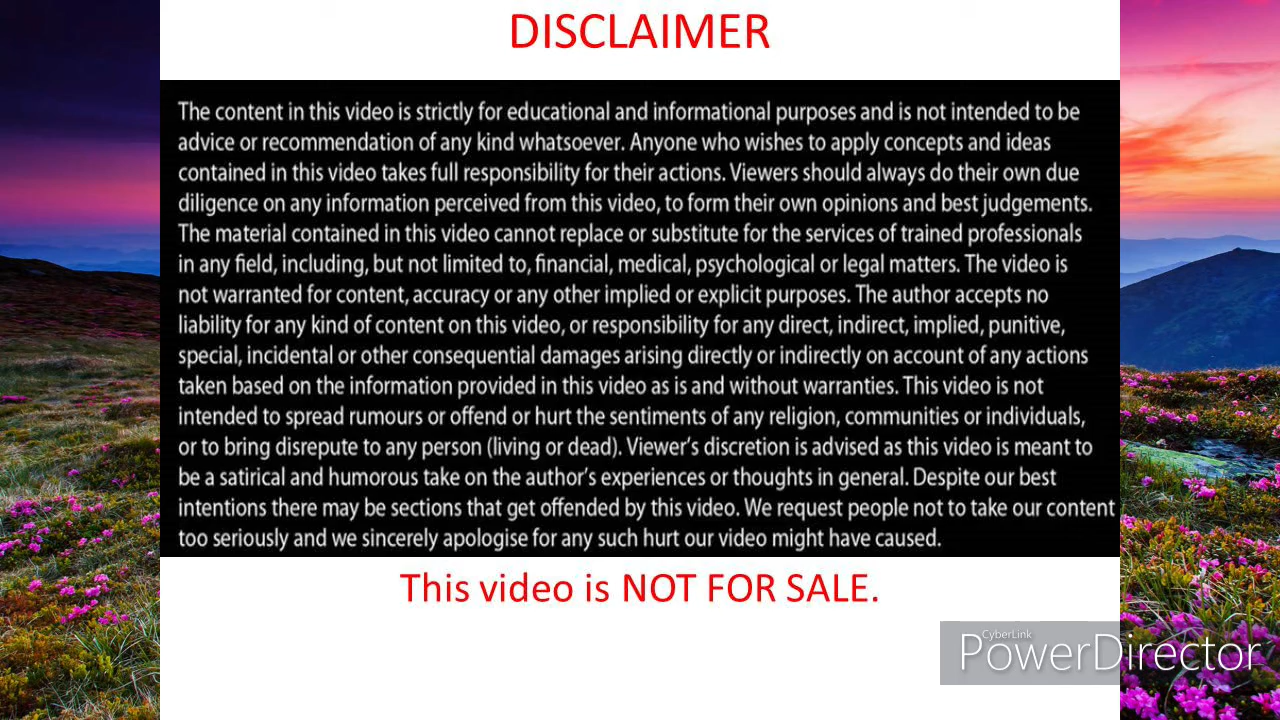 DISCLAIMER
The content in this video is strictly for educational and informational purposes and is not intended to be
advice or recommendation of any kind whatsoever. Anyone who wishes to apply concepts and ideas
contained in this video takes full responsibility for their actions. Viewers should always do their own due
diligence on any information perceived from this video, to form their own opinions and best judgements.
The material contained in this video cannot replace or substitute for the services of trained professionals
in any field, including, but not limited to, financial, medical, psychological or legal matters. The video is
not warranted for content, accuracy or any other implied or explicit purposes. The author accepts no
liability for any kind of content on this video, or responsibility for any direct, indirect, implied, punitive,
special, incidental or other consequential damages arising directly or indirectly on account of any actions
taken based on the information provided in this video as is and without warranties. This video is not
intended to spread rumours or offend or hurt the sentiments of any religion, communities or individuals,
or to bring disrepute to any person (living or dead). Viewer’s discretion is advised as this video is meant to
be a satirical and humorous take on the author’s experiences or thoughts in general. Despite our best
intentions there may be sections that get offended by this video. We request people not to take our content
too seriously and we sincerely apologise for any such hurt our video might have caused.
This video is NOT FOR SALE.
CyberLink
PowerDirector